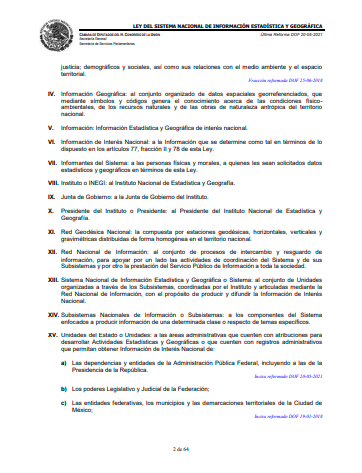 LEY DEL SISTEMA NACIONAL DE INFORMACIÓN ESTADÍSTICA Y GEOGRÁFICA
CÁMARA DE DIPUTADOS DEL H. CONGRESO DE LA UNIÓN
Última Reforma DOF 20-05-2021
Secretaría General
Secretaría de Servicios Parlamentarios
justicia; demográficos y sociales, así como sus relaciones con el medio ambiente y el espacio
territorial.
Fracción reformada DOF 25-06-2018
IV. Información Geográfica: al conjunto organizado de datos espaciales georreferenciados, que
mediante símbolos y códigos genera el conocimiento acerca de las condiciones físico-
ambientales, de los recursos naturales y de las obras de naturaleza antrópica del territorio
nacional.
V. Información: Información Estadística y Geográfica de interés nacional.
VI. Información de Interés Nacional: a la Información que se determine como tal en términos de lo
dispuesto en los artículos 77, fracción II y 78 de esta Ley.
VII. Informantes del Sistema: a las personas físicas y morales, a quienes les sean solicitados datos
estadísticos y geográficos en términos de esta Ley.
VIII. Instituto o INEGI: al Instituto Nacional de Estadística y Geografía.
IX. Junta de Gobierno: a la Junta de Gobierno del Instituto.
X. Presidente del Instituto o Presidente: al Presidente del Instituto Nacional de Estadística y
Geografía.
XI. Red Geodésica Nacional: la compuesta por estaciones geodésicas, horizontales, verticales y
gravimétricas distribuidas de forma homogénea en el territorio nacional.
XII. Red Nacional de Información: al conjunto de procesos de intercambio y resguardo de
información, para apoyar por un lado las actividades de coordinación del Sistema y de sus
Subsistemas y por otro la prestación del Servicio Público de Información a toda la sociedad.
XIII. Sistema Nacional de Información Estadística y Geográfica o Sistema: al conjunto de Unidades
organizadas a través de los Subsistemas, coordinadas por el Instituto y articuladas mediante la
Red Nacional de Información, con el propósito de producir y difundir la Información de Interés
Nacional.
XIV. Subsistemas Nacionales de Información o Subsistemas: a los componentes del Sistema
enfocados a producir información de una determinada clase o respecto de temas específicos.
XV. Unidades del Estado o Unidades: a las áreas administrativas que cuenten con atribuciones para
desarrollar Actividades Estadísticas y Geográficas o que cuenten con registros administrativos
que permitan obtener Información de Interés Nacional de:
a) Las dependencias y entidades de la Administración Pública Federal, incluyendo a las de la
Presidencia de la República.
Inciso reformado DOF 20-05-2021
b) Los poderes Legislativo y Judicial de la Federación;
c) Las entidades federativas, los municipios y las demarcaciones territoriales de la Ciudad de
México;
Inciso reformado DOF 19-01-2018
2 de 64